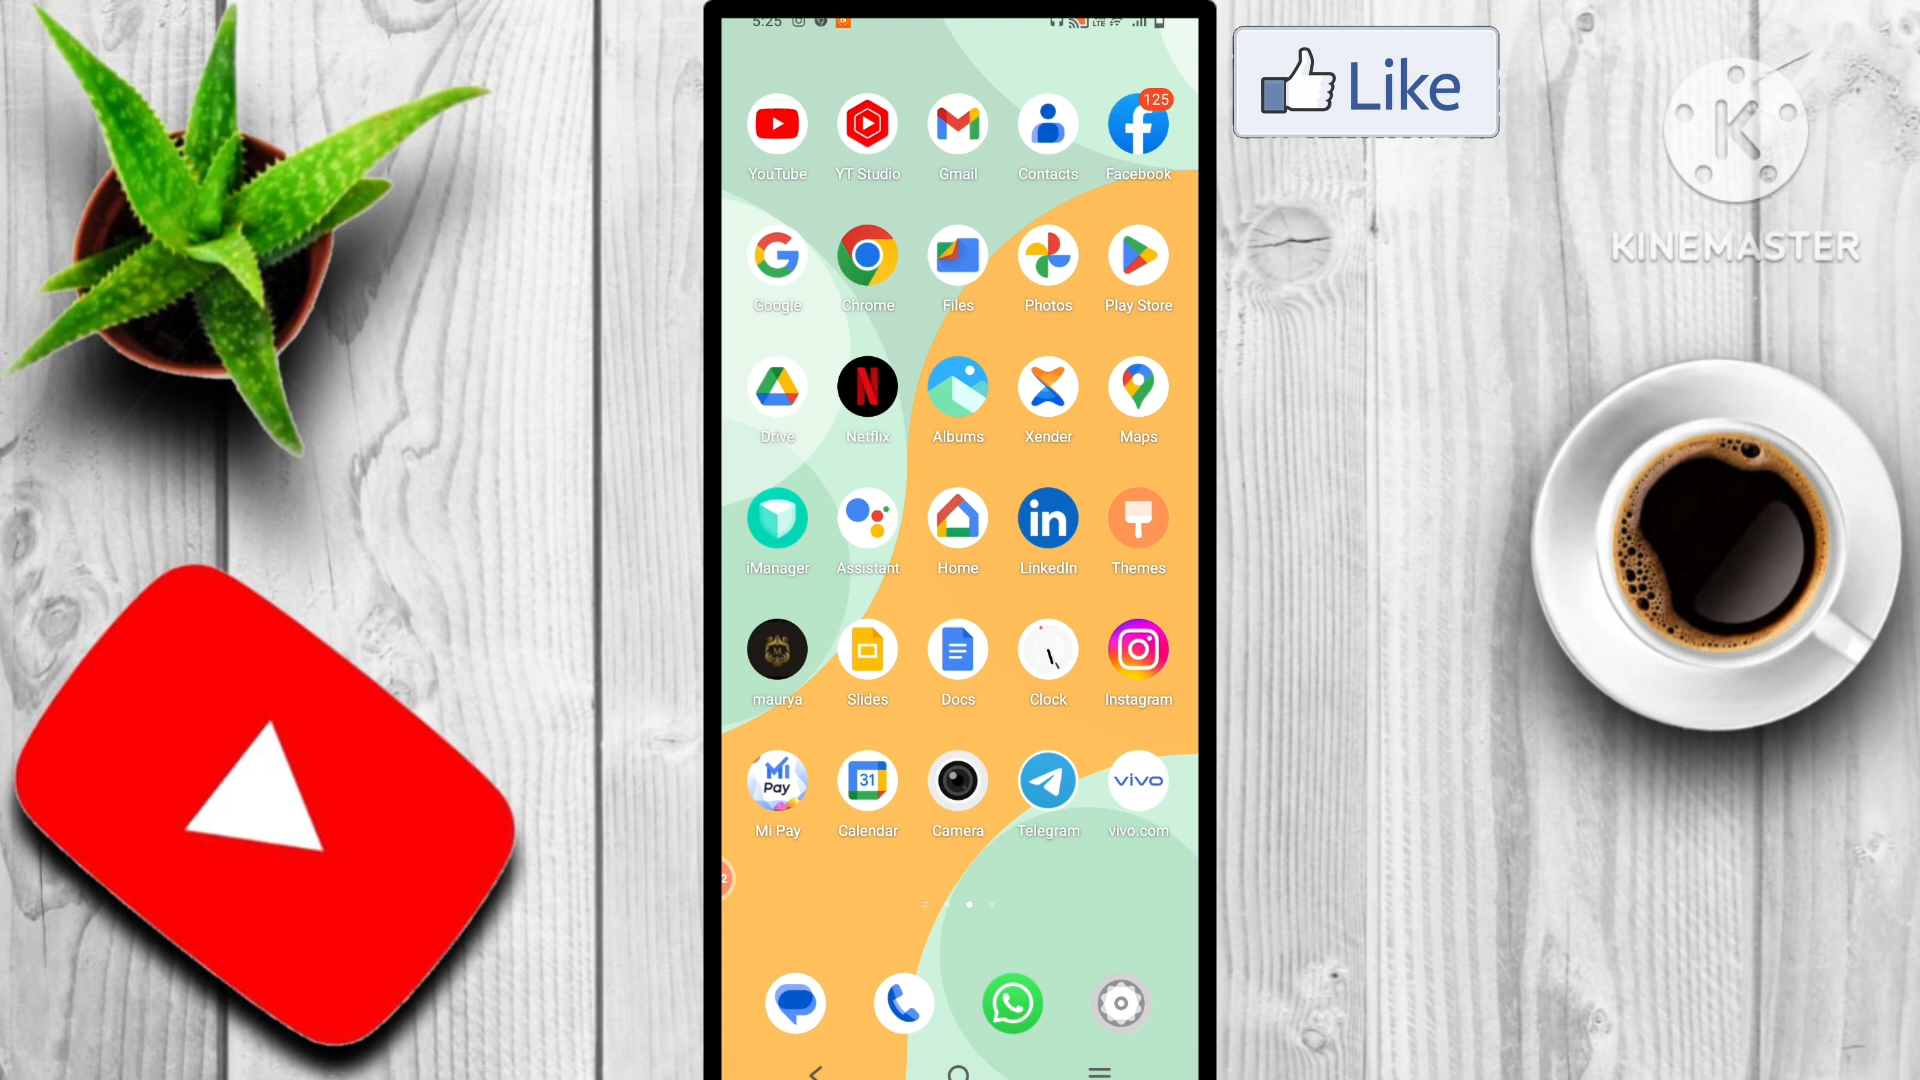 5:25
Like
125
YouTube YT Studio Gmail Contacts Facebook
KINEMASTER
Google Chrome Files Photos Play Store
Drive Netflix Albums Xender Maps
iManager Assistant Home LinkedIn Themes
maurya Slides Docs Clock Instagram
Mi Pay
31
vivo
Mi Pay Calendar Camera Telegram vivo.com